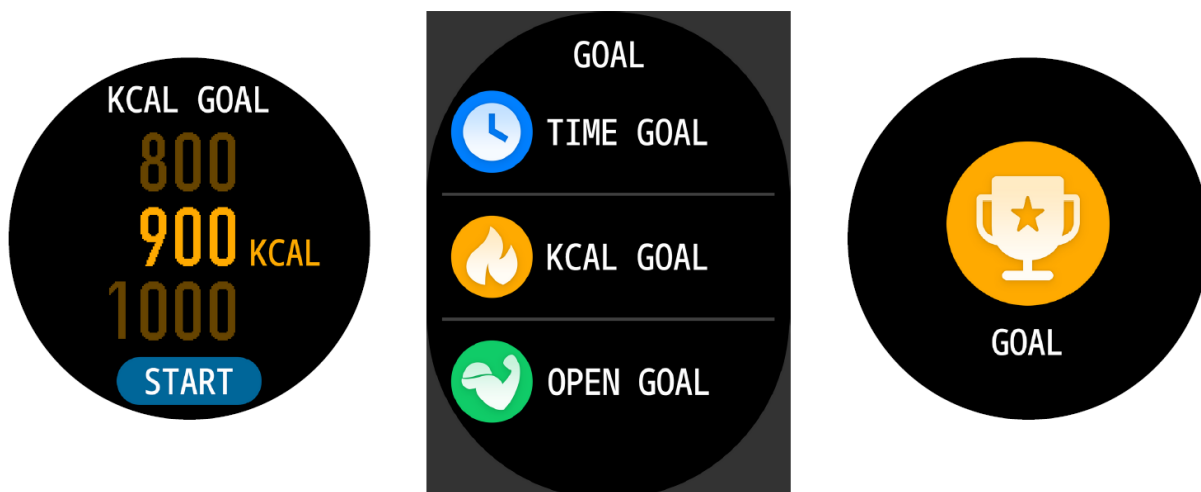 KCAL GOAL
800
900 KCAL
1000
START
GOAL
TIME GOAL
KCAL GOAL
OPEN GOAL
GOAL